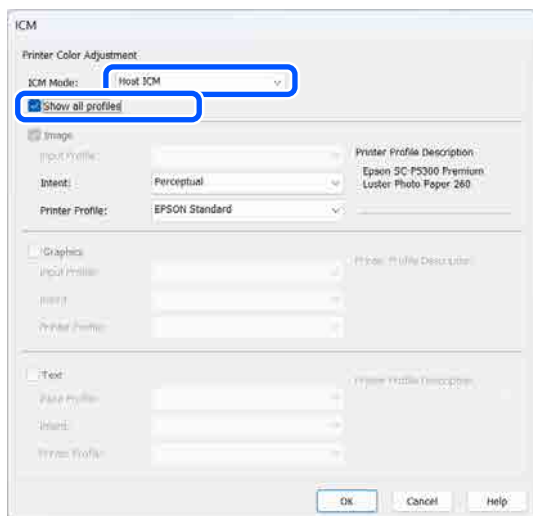 ICM
Printer Color Adjustment
ICM Mode: Host ICM
Show all profiles
Image
Input Profile: Printer Profile Description
Epson SC-P5300 Premium
Intent: Perceptual Luster Photo Paper 260
Printer Profile: EPSON Standard
Graphics
Input Profile: Printer Profile Description
Intent:
Printer Profile:
Text
Input Profile: Printer Profile Description
Intent:
Printer Profile:
OK Cancel Help